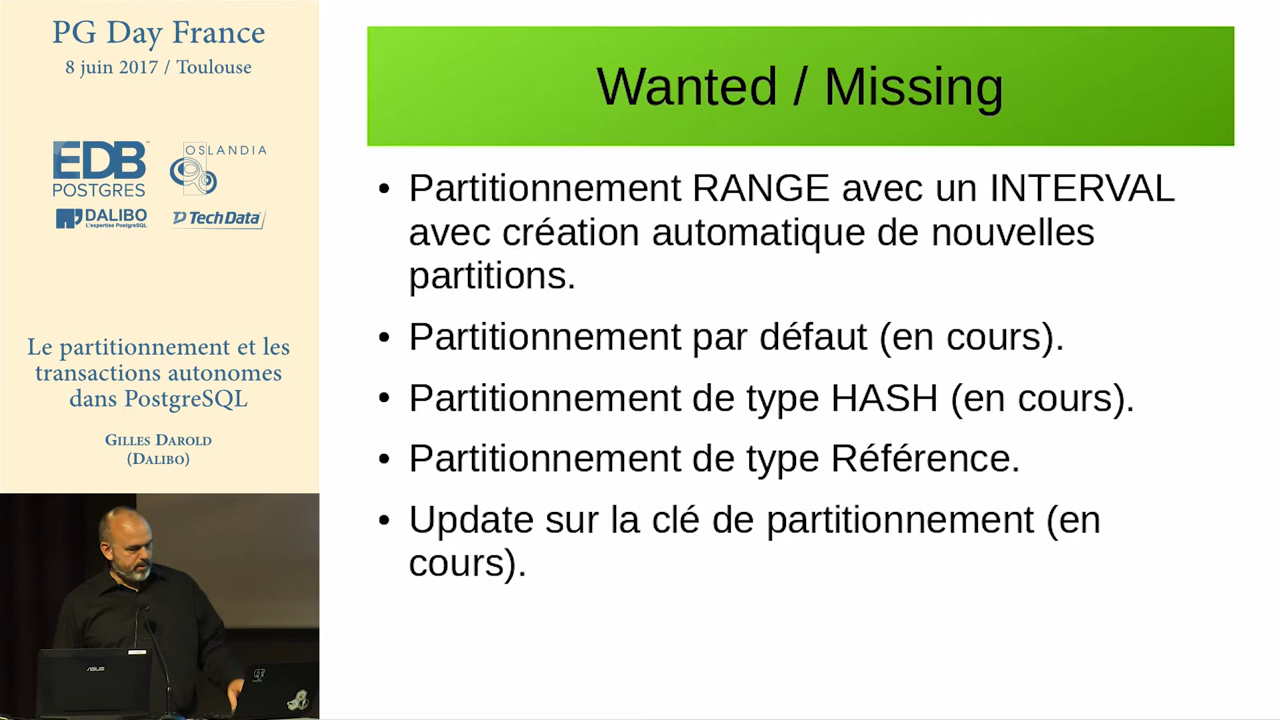 PG Day France
8 juin 2017 / Toulouse
EDB
POSTGRES
OSLANDIA
DALIBO
L'expertise PostgreSQL
TechData
Le partitionnement et les
transactions autonomes
dans PostgreSQL
Gilles Darold
(Dalibo)
ASUS
Wanted / Missing
• Partitionnement RANGE avec un INTERVAL
avec création automatique de nouvelles
partitions.
• Partitionnement par défaut (en cours).
• Partitionnement de type HASH (en cours).
• Partitionnement de type Référence.
• Update sur la clé de partitionnement (en
cours).